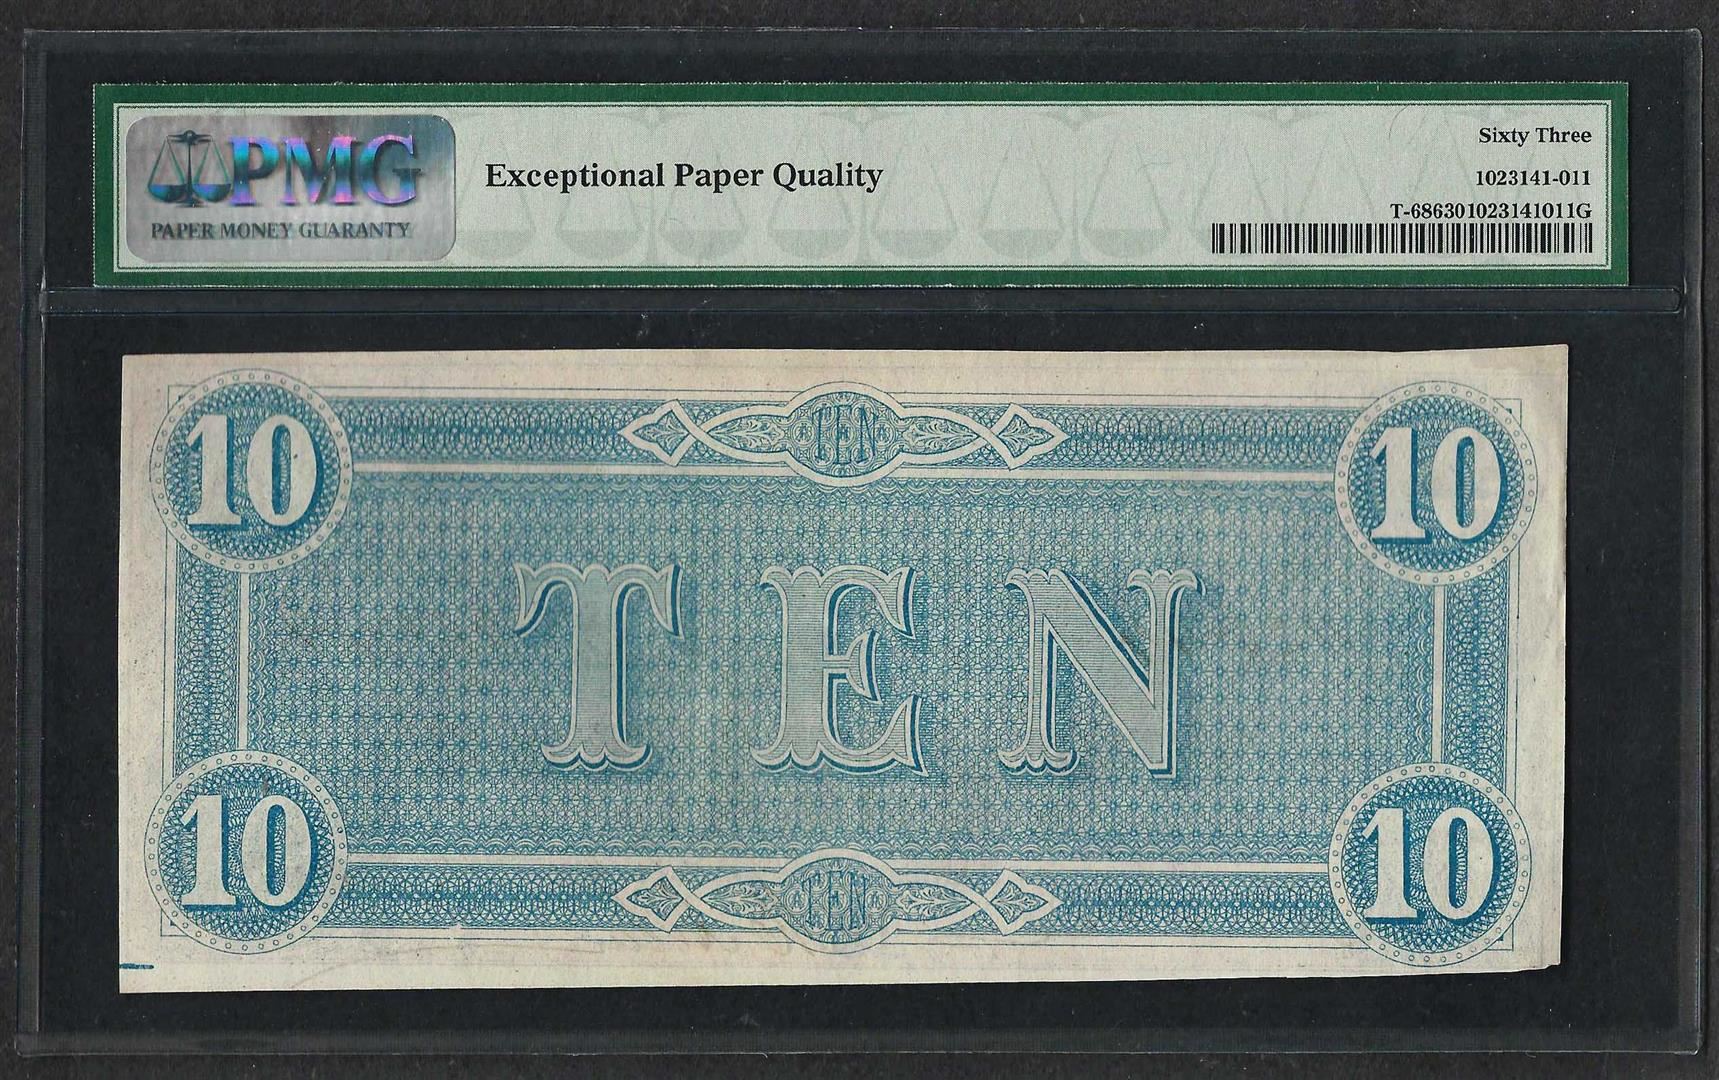 PMG
PAPER MONEY GUARANTY
Exceptional Paper Quality
Sixty Three
1023141-011
T-686301023141011G
10
TEN
10
TEN
10
TEN
10